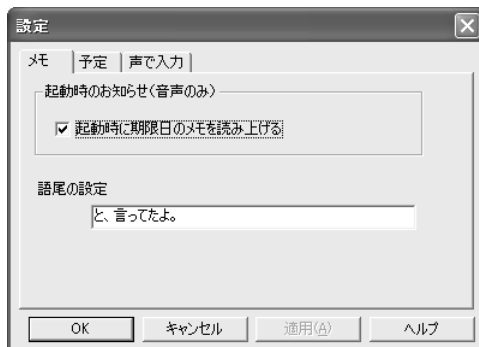 設定
メモ 予定 声で入力
起動時のお知らせ(音声のみ)
起動時に期限日のメモを読み上げる
語尾の設定
と、言ってたよ。
OK キャンセル 適用(A) ヘルプ